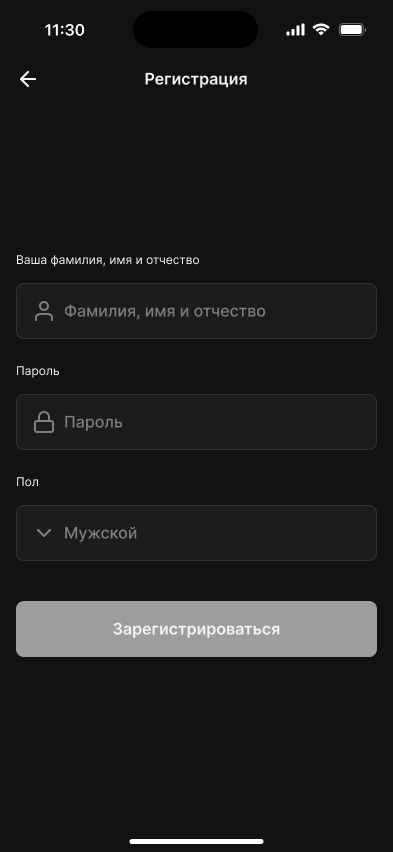 11:30
Регистрация
Ваша фамилия, имя и отчество
Фамилия, имя и отчество
Пароль
Пароль
Пол
Мужской
Зарегистрироваться